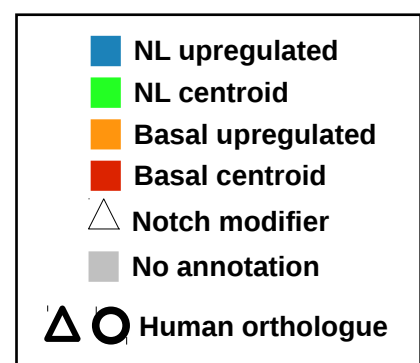 NL upregulated
NL centroid
Basal upregulated
Basal centroid
Notch modifier
No annotation
Human orthologue